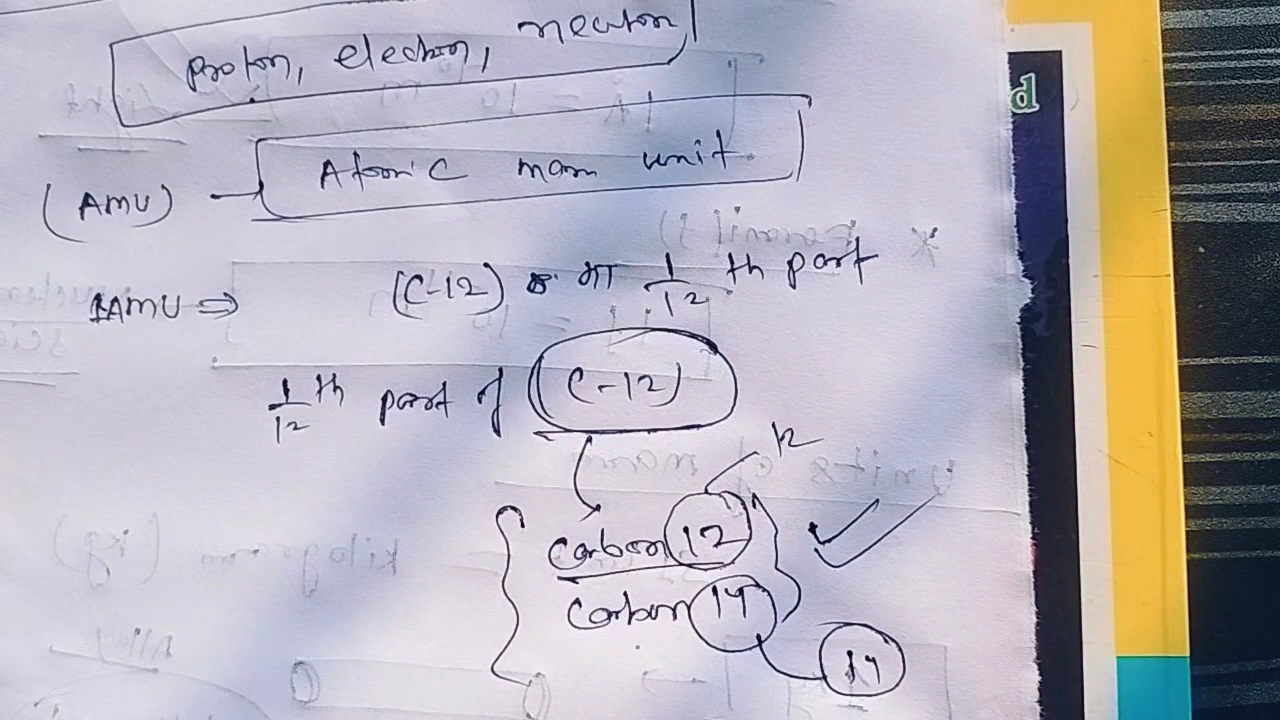 proton, electron, newton
(AMU) → Atomic mass unit
1AMU ⇒ (C-12) का 1/12 th part
1/12 th part of (C-12)
12
carbon 12
Carbon 14
14
d